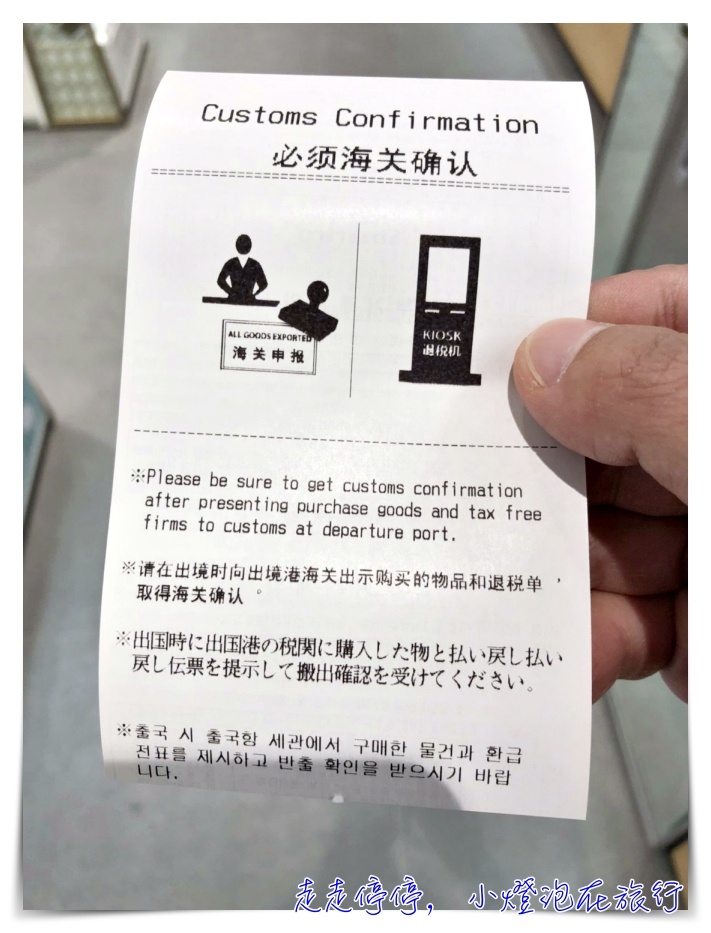 Customs Confirmation
必须海关确认
ALL GOODS EXPORTED
海关申报
KIOSK
退税机
※Please be sure to get customs confirmation
after presenting purchase goods and tax free
firms to customs at departure port.
※请在出境时向出境港海关出示购买的物品和退税单，
取得海关确认。
※出国時に出国港の税関に購入した物と払い戻し払い
戻し伝票を提示して搬出確認を受けてください。
※출국 시 출국항 세관에서 구매한 물건과 환급
전표를 제시하고 반출 확인을 받으시기 바랍
니다.
走走停停，小燈泡在旅行